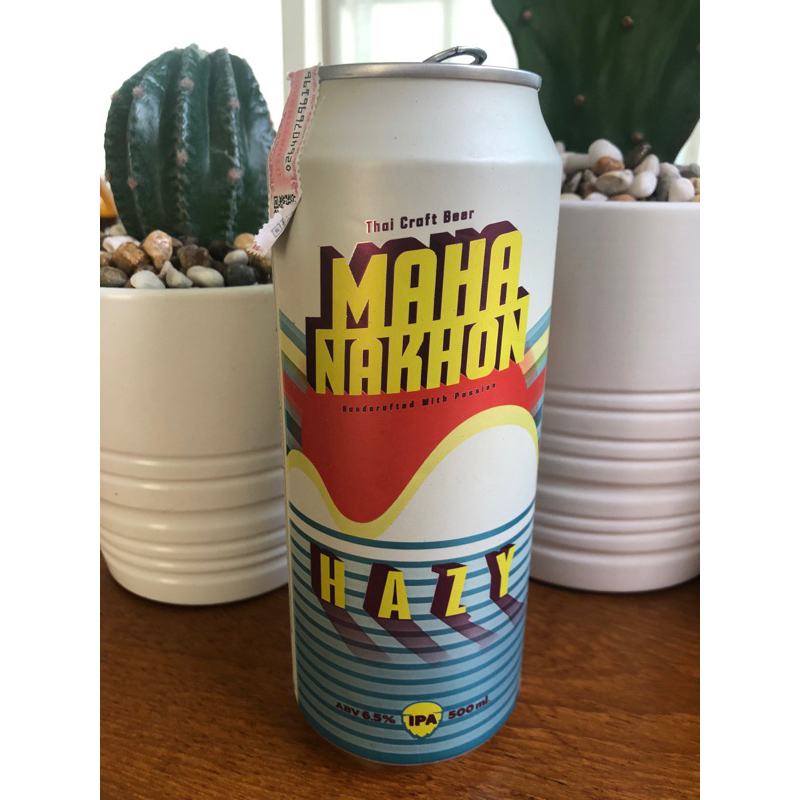 Thai Craft Beer
MAHA
NAKHON
Handcrafted With Passion
HAZY
ABV 6.5% IPA 500 ml